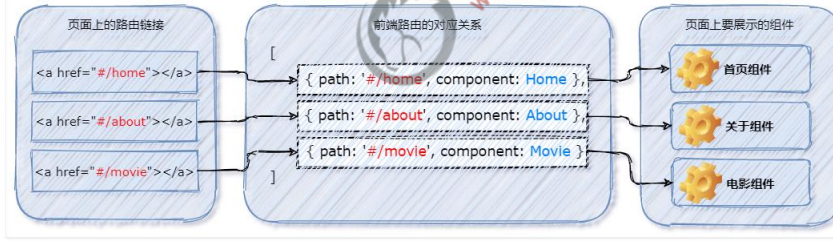 页面上的路由链接
<a href="#/home"></a>
<a href="#/about"></a>
<a href="#/movie"></a>
前端路由的对应关系
[
{ path: '#/home', component: Home },
{ path: '#/about', component: About },
{ path: '#/movie', component: Movie }
]
页面上要展示的组件
首页组件
关于组件
电影组件